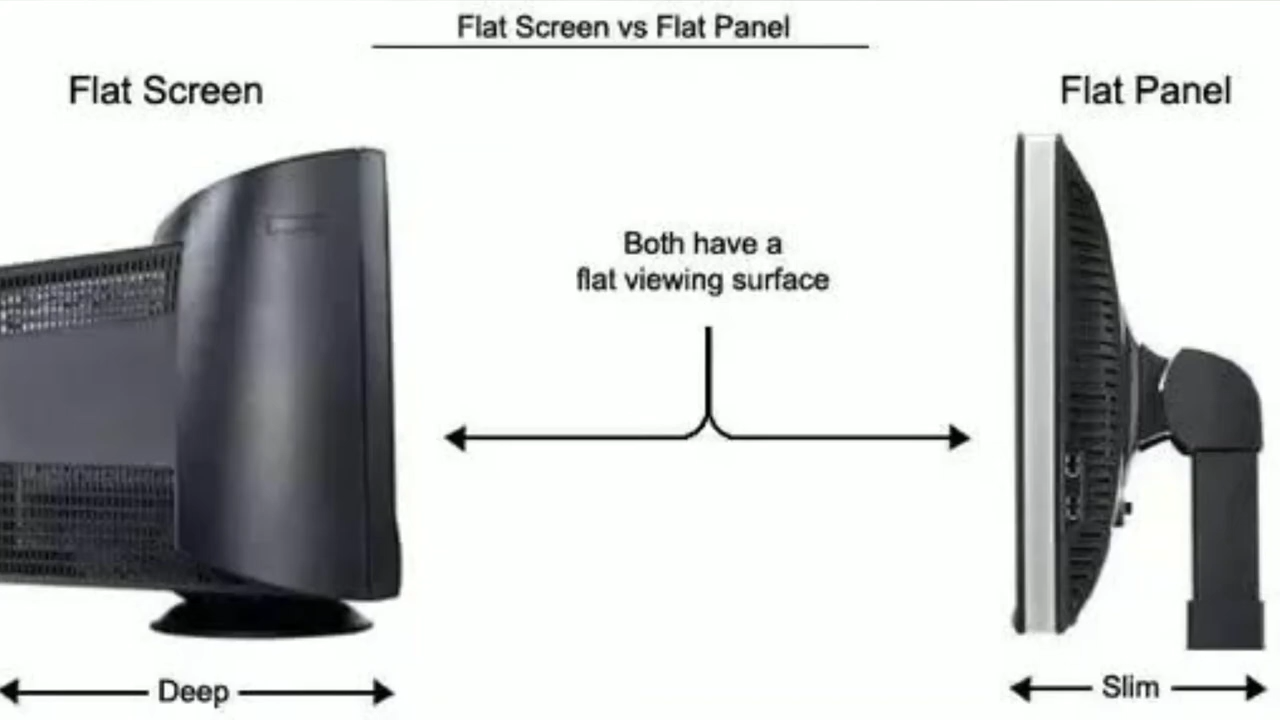 Flat Screen vs Flat Panel
Flat Screen
Flat Panel
Both have a
flat viewing surface
Deep
Slim